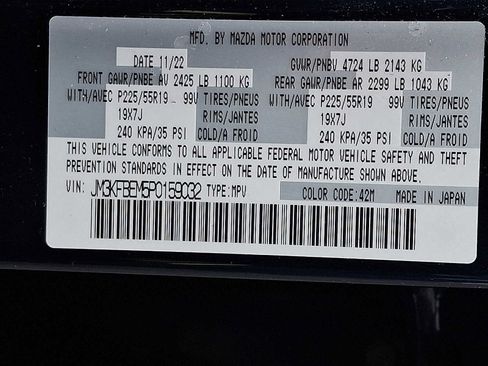 MFD. BY MAZDA MOTOR CORPORATION
DATE 11/22 GVWR/PNBV 4724 LB 2143 KG
FRONT GAWR/PNBE AV 2425 LB 1100 KG REAR GAWR/PNBE AR 2299 LB 1043 KG
WITH/AVEC P225/55R19 99V TIRES/PNEUS WITH/AVEC P225/55R19 99V TIRES/PNEUS
19X7J RIMS/JANTES 19X7J RIMS/JANTES
240 KPA/35 PSI COLD/A FROID 240 KPA/35 PSI COLD/A FROID
THIS VEHICLE CONFORMS TO ALL APPLICABLE FEDERAL MOTOR VEHICLE SAFETY AND THEFT
PREVENTION STANDARDS IN EFFECT ON THE DATE OF MANUFACTURE SHOWN ABOVE.
VIN: JM3KFBEM5P0159032 TYPE: MPV COLOR CODE: 42M MADE IN JAPAN